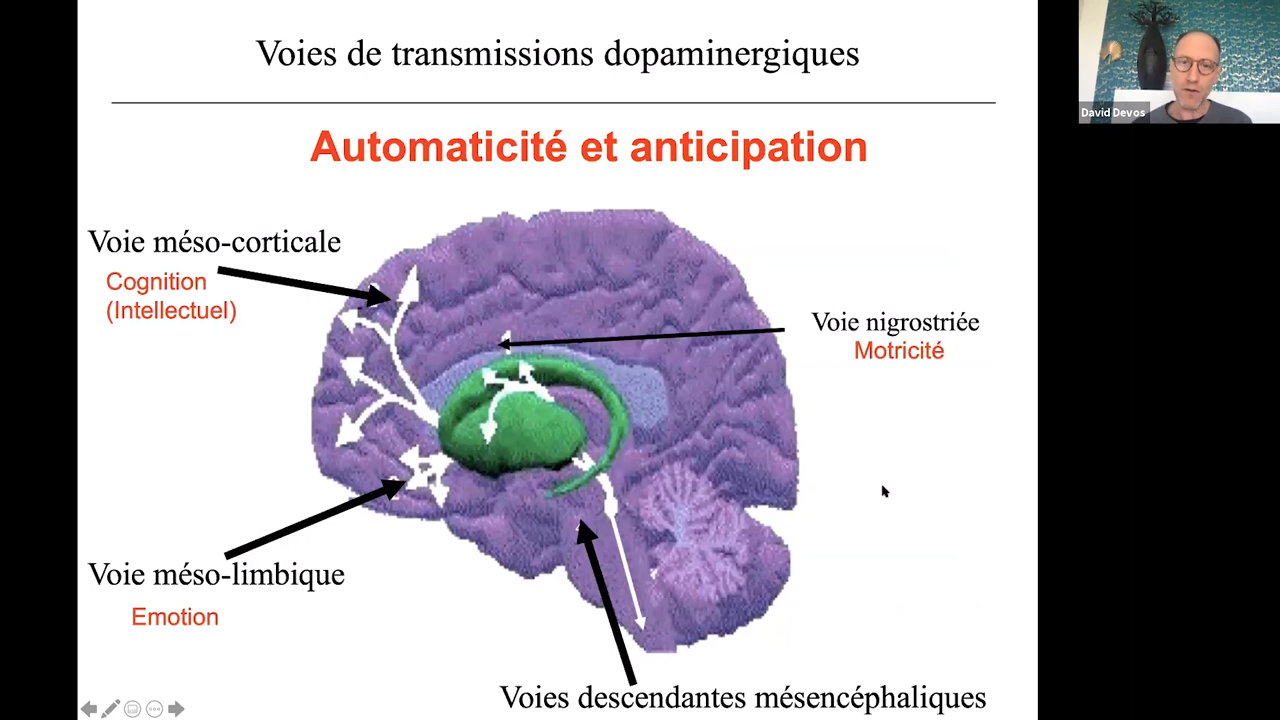 Voies de transmissions dopaminergiques
David Devos
Automaticité et anticipation
Voie méso-corticale
Cognition
(Intellectuel)
Voie nigrostriée
Motricité
Voie méso-limbique
Emotion
Voies descendantes mésencéphaliques